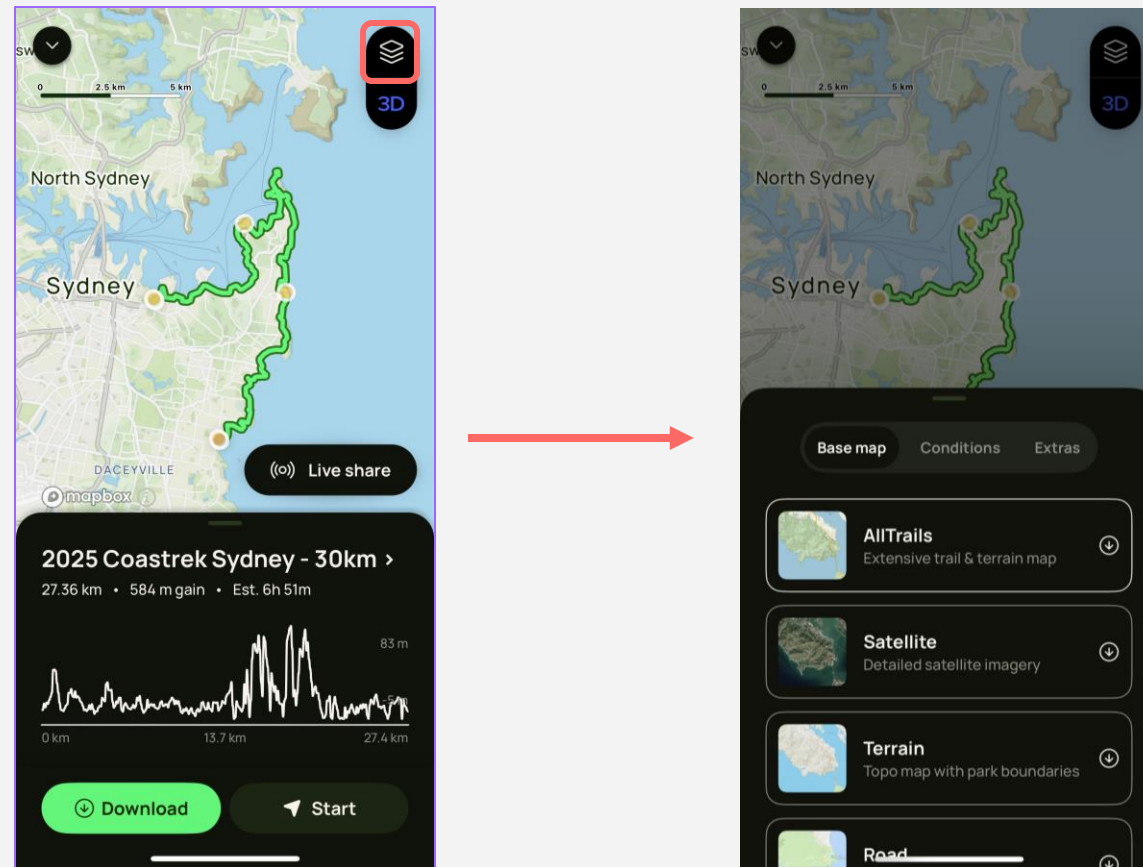 sw
0 2.5 km 5 km
3D
North Sydney
Sydney
DACEYVILLE
mapbox
Live share
2025 Coastrek Sydney - 30km >
27.36 km • 584 m gain • Est. 6h 51m
83 m
0 km 13.7 km 27.4 km
Download
Start
sw
0 2.5 km 5 km
3D
North Sydney
Sydney
Base map Conditions Extras
AllTrails
Extensive trail & terrain map
Satellite
Detailed satellite imagery
Terrain
Topo map with park boundaries
Road